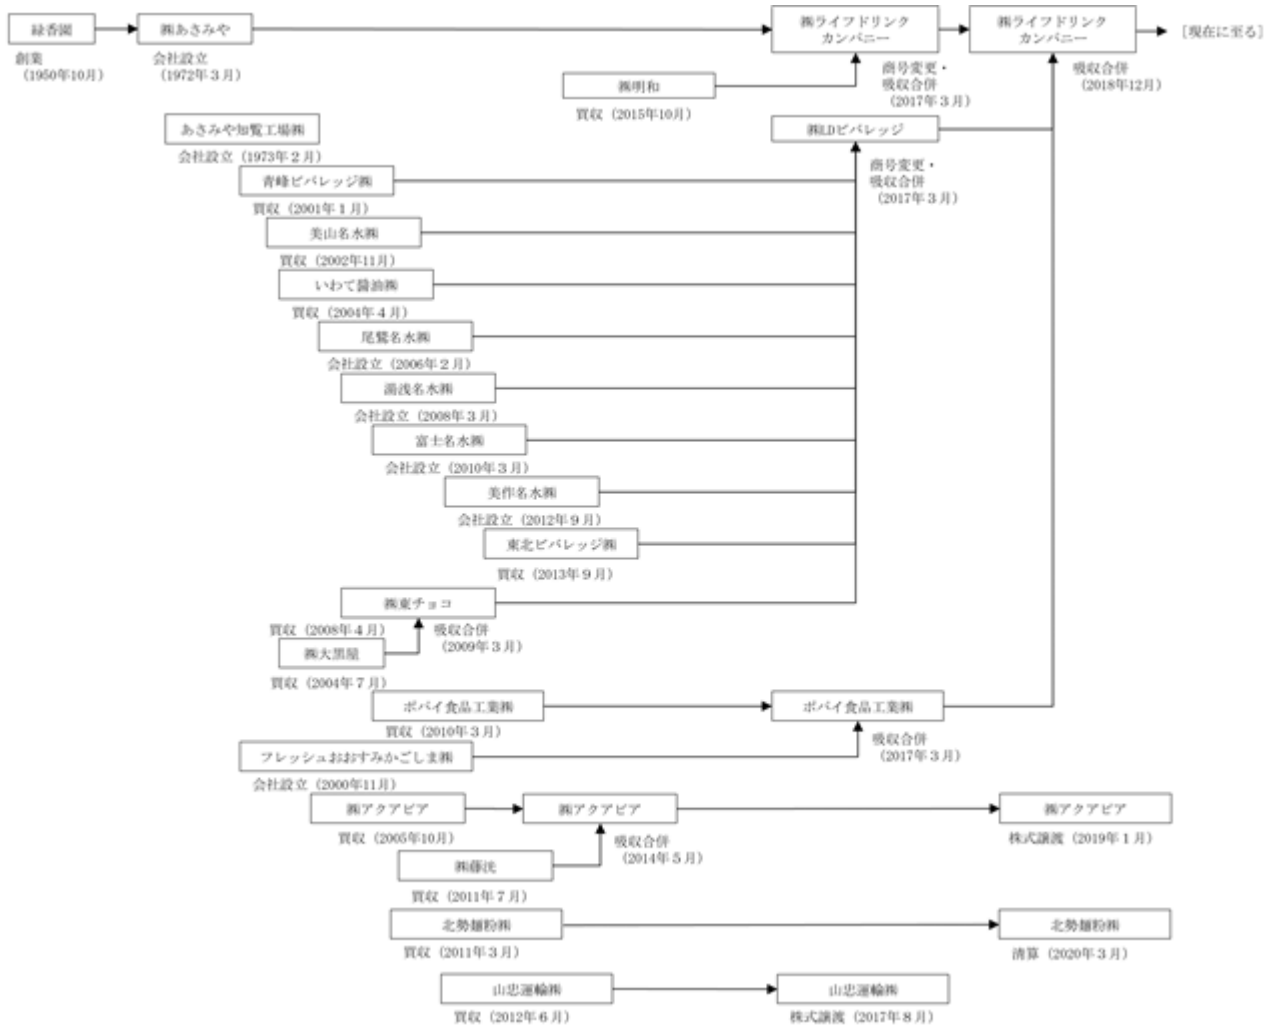 緑香園
創業
（1950年10月）
㈱あさみや
会社設立
（1972年３月）
㈱ライフドリンク
カンパニー
商号変更・
吸収合併
（2017年３月）
㈱ライフドリンク
カンパニー
吸収合併
（2018年12月）
［現在に至る］
㈱明和
買収（2015年10月）
あさみや知覧工場㈱
会社設立（1973年２月）
㈱LDビバレッジ
商号変更・
吸収合併
（2017年３月）
青峰ビバレッジ㈱
買収（2001年１月）
美山名水㈱
買収（2002年11月）
いわて醤油㈱
買収（2004年４月）
尾鷲名水㈱
会社設立（2006年２月）
湯浅名水㈱
会社設立（2008年３月）
富士名水㈱
会社設立（2010年３月）
美作名水㈱
会社設立（2012年９月）
東北ビバレッジ㈱
買収（2013年９月）
㈱東チョコ
買収（2008年４月）
吸収合併
（2009年３月）
㈱大黒屋
買収（2004年７月）
ポパイ食品工業㈱
買収（2010年３月）
ポパイ食品工業㈱
吸収合併
（2017年３月）
フレッシュおおすみかごしま㈱
会社設立（2000年11月）
㈱アクアピア
買収（2005年10月）
㈱アクアピア
吸収合併
（2014年５月）
㈱アクアピア
株式譲渡（2019年１月）
㈱藤洸
買収（2011年７月）
北勢麺粉㈱
買収（2011年３月）
北勢麺粉㈱
清算（2020年３月）
山忠運輸㈱
買収（2012年６月）
山忠運輸㈱
株式譲渡（2017年８月）